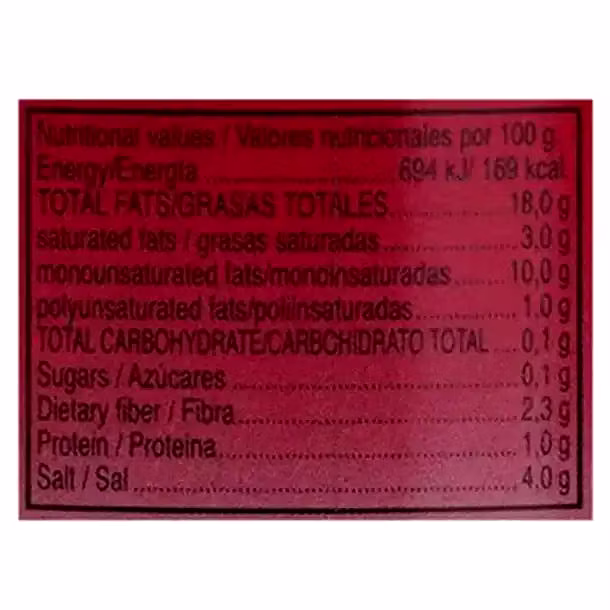 Nutritional values / Valores nutricionales por 100 g
Energy/Energía ........ 694 kJ/ 169 kcal
TOTAL FATS/GRASAS TOTALES ........ 18,0 g
saturated fats / grasas saturadas ........ 3.0 g
monounsaturated fats/monoinsaturadas ........ 10,0 g
polyunsaturated fats/poliinsaturadas ........ 1.0 g
TOTAL CARBOHYDRATE/CARBOHIDRATO TOTAL .... 0,1 g
Sugars / Azúcares ........ 0,1 g
Dietary fiber / Fibra ........ 2,3 g
Protein / Proteina ........ 1,0 g
Salt / Sal ........ 4.0 g